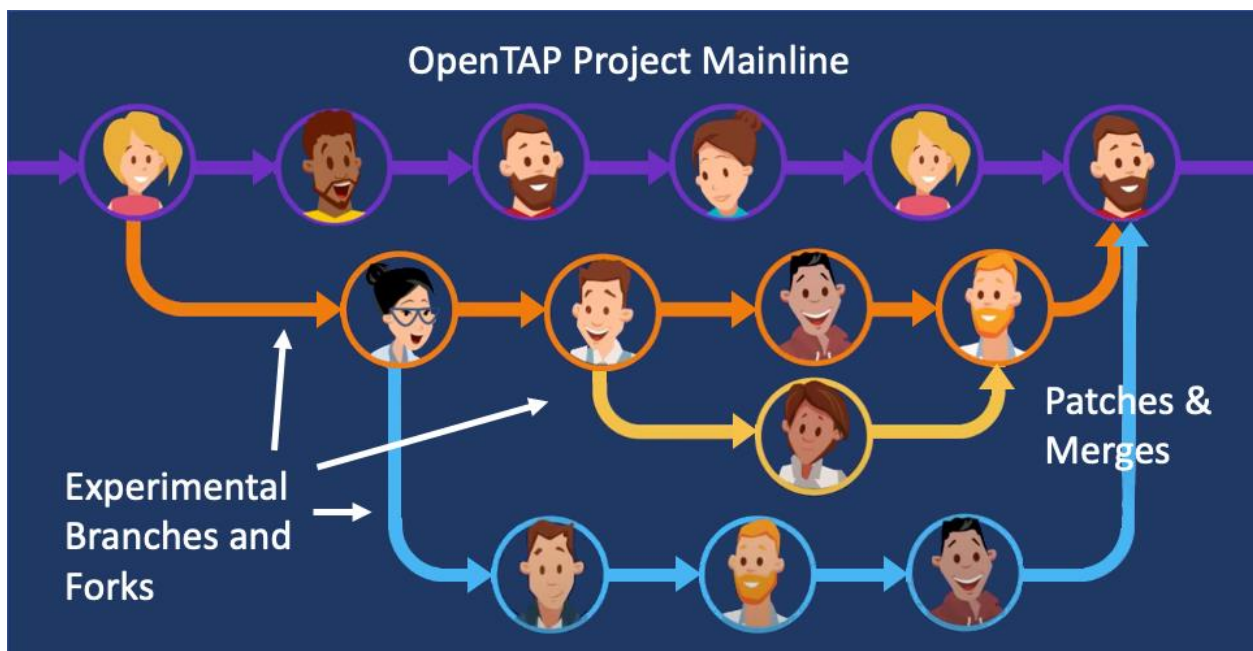 OpenTAP Project Mainline
Patches &
Merges
Experimental
Branches and
Forks